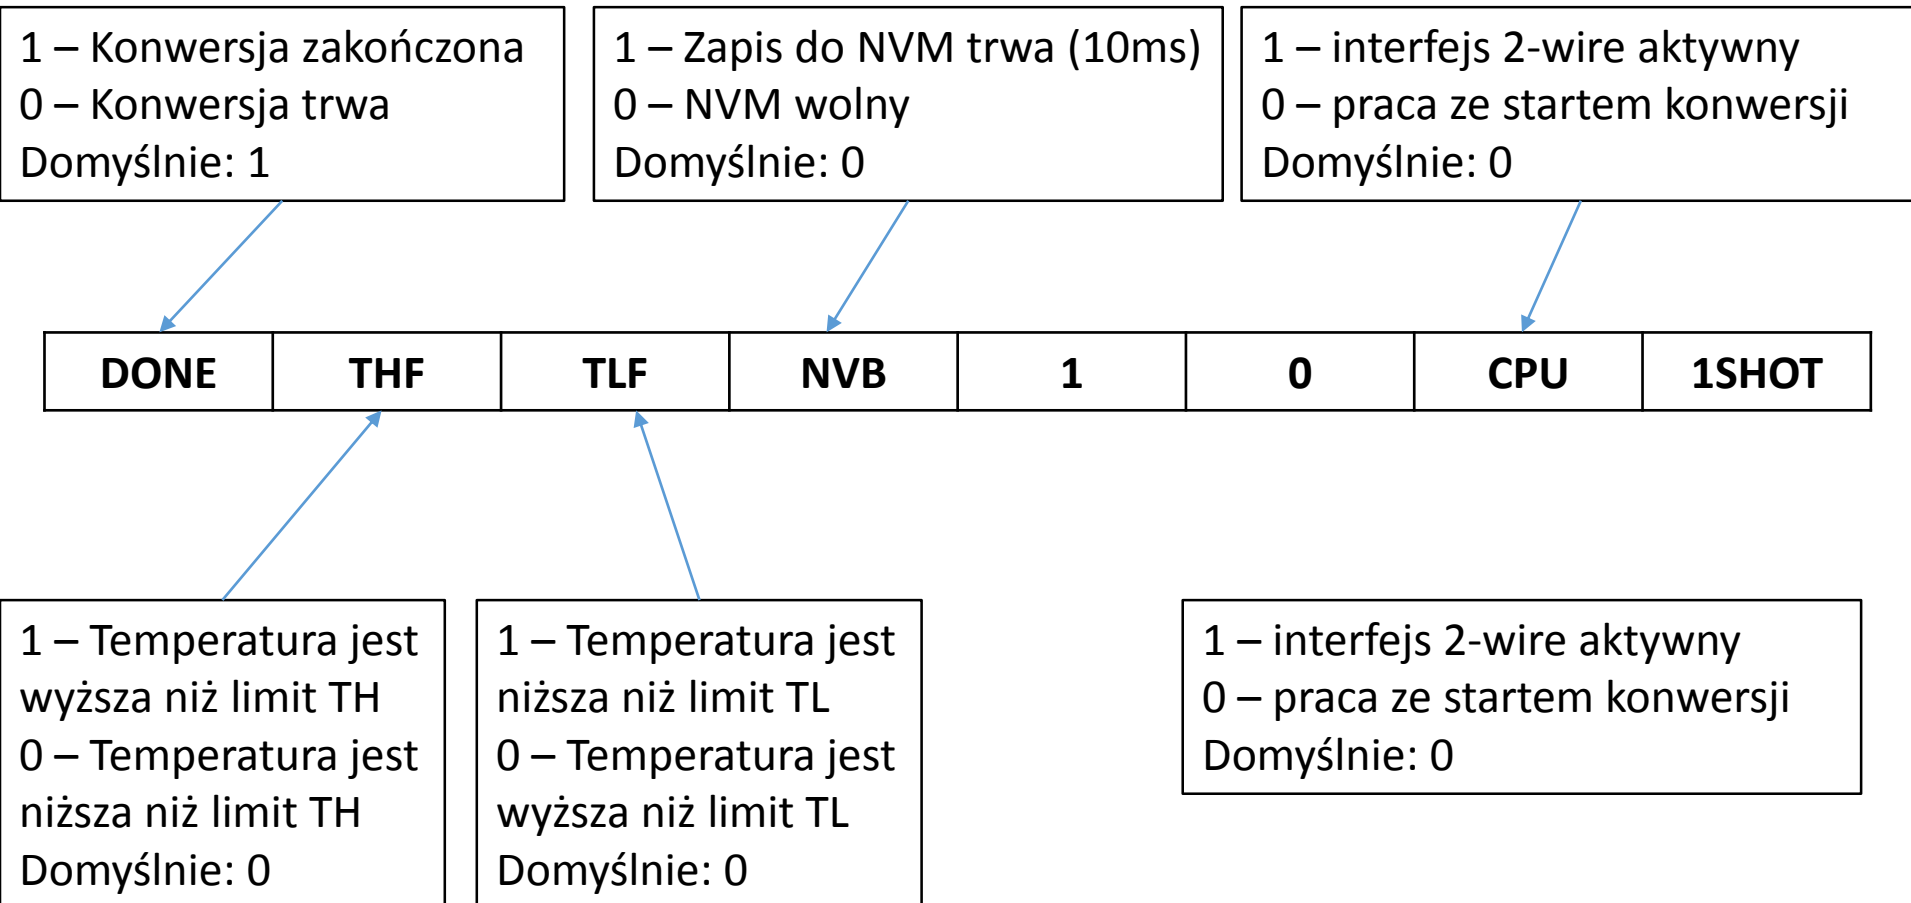 1 – Konwersja zakończona
0 – Konwersja trwa
Domyślnie: 1
1 – Zapis do NVM trwa (10ms)
0 – NVM wolny
Domyślnie: 0
1 – interfejs 2-wire aktywny
0 – praca ze startem konwersji
Domyślnie: 0
DONE THF TLF NVB 1 0 CPU 1SHOT
1 – Temperatura jest
wyższa niż limit TH
0 – Temperatura jest
niższa niż limit TH
Domyślnie: 0
1 – Temperatura jest
niższa niż limit TL
0 – Temperatura jest
wyższa niż limit TL
Domyślnie: 0
1 – interfejs 2-wire aktywny
0 – praca ze startem konwersji
Domyślnie: 0